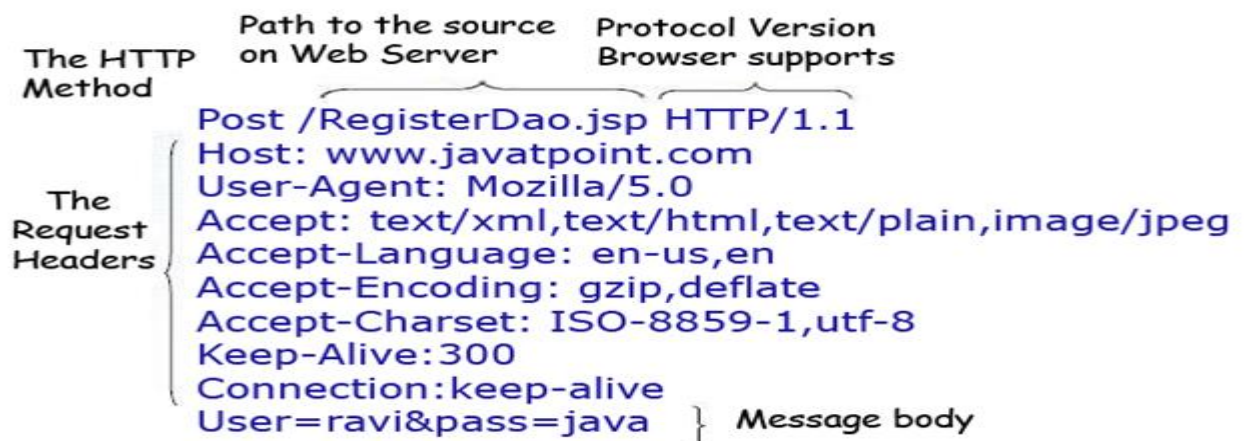 The HTTP Method
Path to the source on Web Server
Protocol Version Browser supports
Post /RegisterDao.jsp HTTP/1.1
The Request Headers
Host: www.javatpoint.com
User-Agent: Mozilla/5.0
Accept: text/xml,text/html,text/plain,image/jpeg
Accept-Language: en-us,en
Accept-Encoding: gzip,deflate
Accept-Charset: ISO-8859-1,utf-8
Keep-Alive:300
Connection:keep-alive
User=ravi&pass=java
Message body